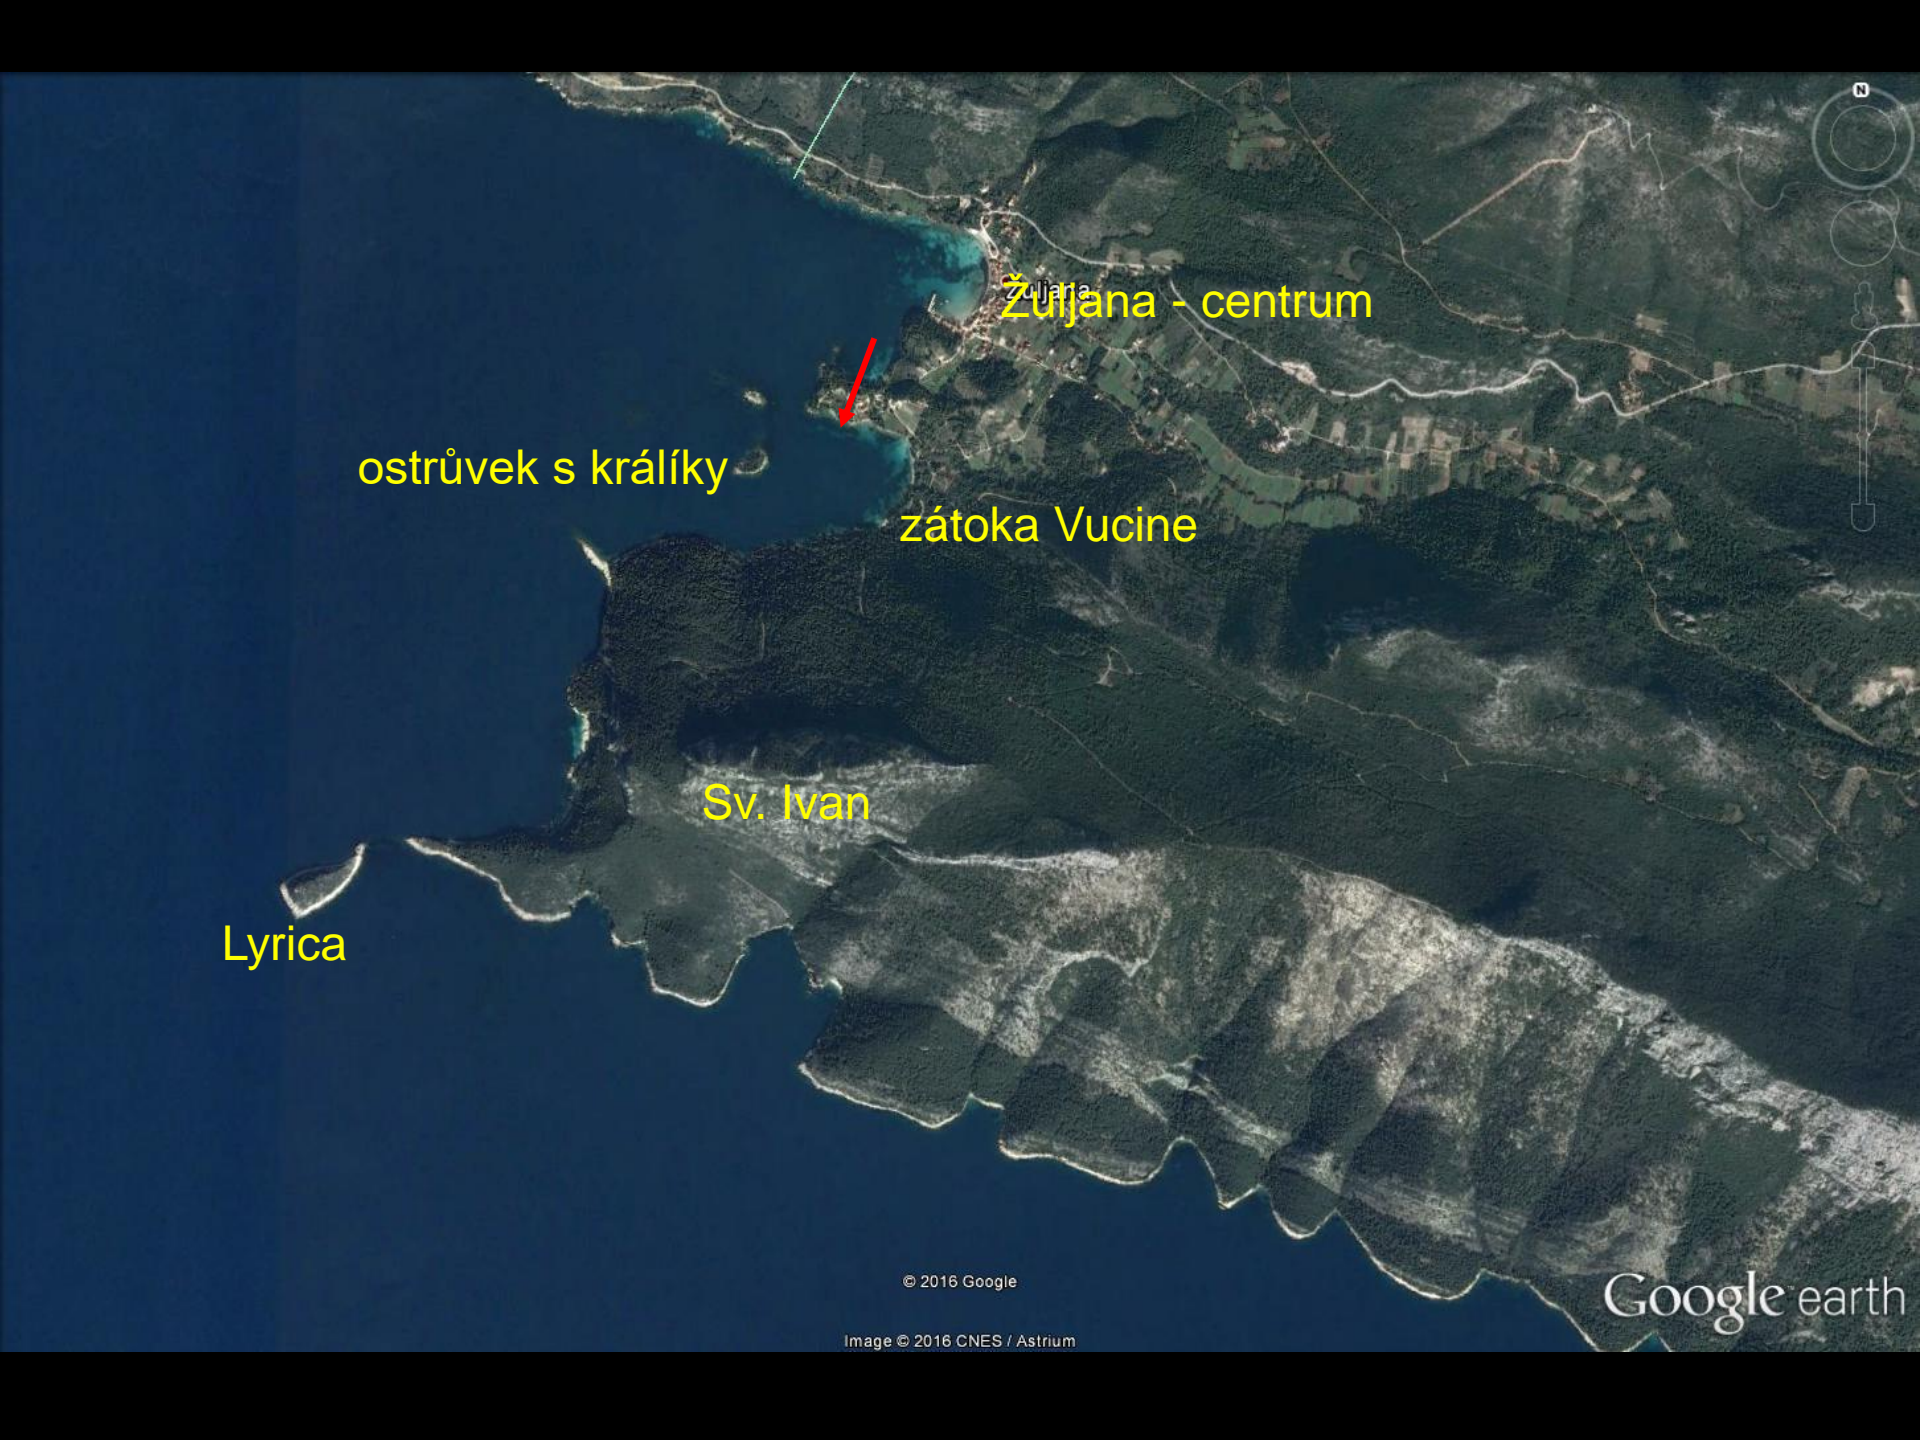 N
Žuljana
Žuljana - centrum
ostrůvek s králíky
zátoka Vucine
Sv. Ivan
Lyrica
© 2016 Google
Google earth
Image © 2016 CNES / Astrium